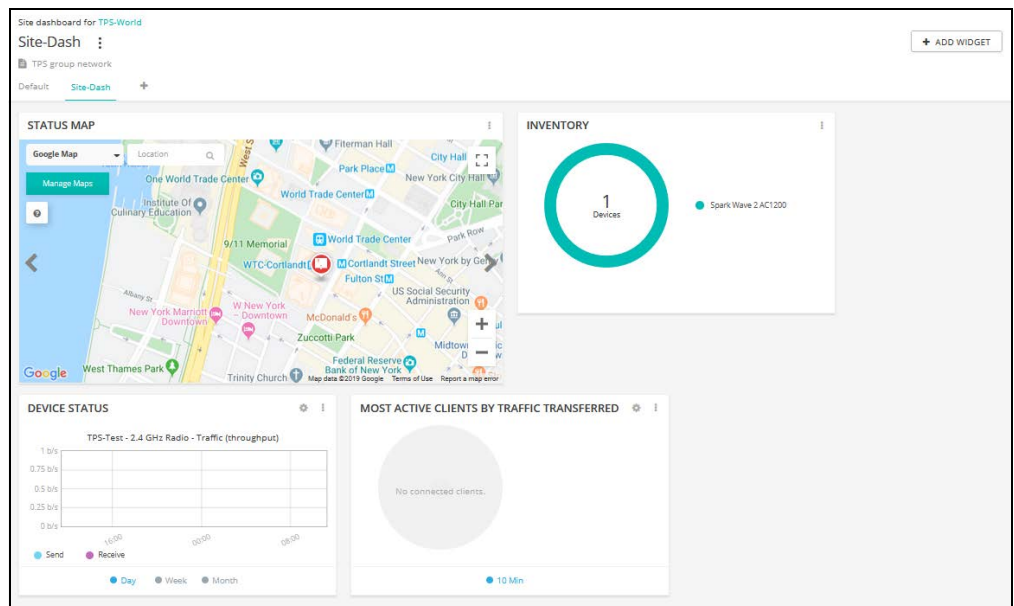 Site dashboard for TPS-World
Site-Dash
+ ADD WIDGET
TPS group network
Default
Site-Dash
+
STATUS MAP
Google Map
Location
Manage Maps
?
West St
Fiterman Hall
City Hall
Park Place
New York City Hall
One World Trade Center
World Trade Center
City Hall Par
Institute Of
Culinary Education
9/11 Memorial
World Trade Center
Park Row
WTC-Cortlandt
Cortlandt Street
New York by Ge
Fulton St
Ann St
US Social Security
Administration
Albany St
New York Marriott
Downtown
W New York
- Downtown
McDonald's
Zuccotti Park
Midtow
Federal Reserve
Bank of New York
West Thames Park
Trinity Church
Google
Map data ©2019 Google
Terms of Use
Report a map error
INVENTORY
1
Devices
Spark Wave 2 AC1200
DEVICE STATUS
TPS-Test - 2.4 GHz Radio - Traffic (throughput)
1 b/s
0.75 b/s
0.5 b/s
0.25 b/s
0 b/s
16:00
00:00
08:00
Send
Receive
Day
Week
Month
MOST ACTIVE CLIENTS BY TRAFFIC TRANSFERRED
No connected clients.
10 Min